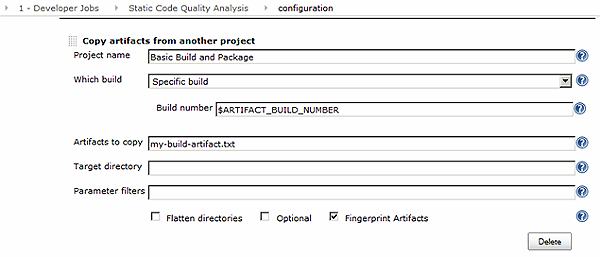 1 - Developer Jobs Static Code Quality Analysis configuration
Copy artifacts from another project
Project name Basic Build and Package
Which build Specific build
Build number $ARTIFACT_BUILD_NUMBER
Artifacts to copy my-build-artifact.txt
Target directory
Parameter filters
Flatten directories Optional Fingerprint Artifacts
Delete